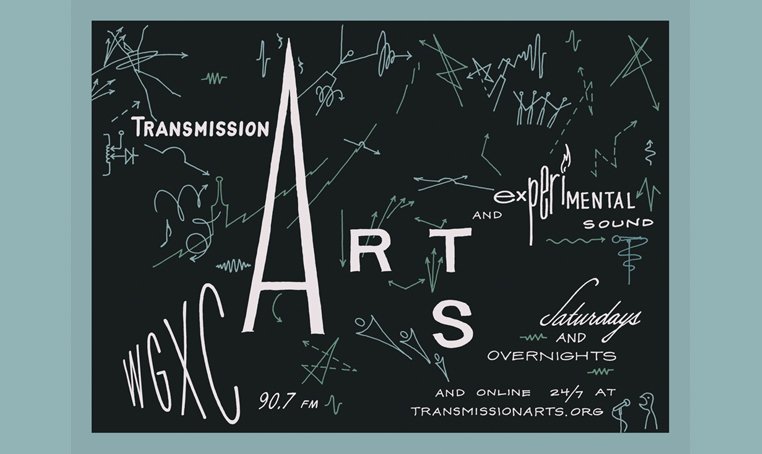 TRANSMISSION
ARTS
AND experiMENTAL
SOUND
Saturdays
AND
OVERNIGHTS
WGXC
90.7 FM
AND ONLINE 24/7 AT
TRANSMISSIONARTS.ORG